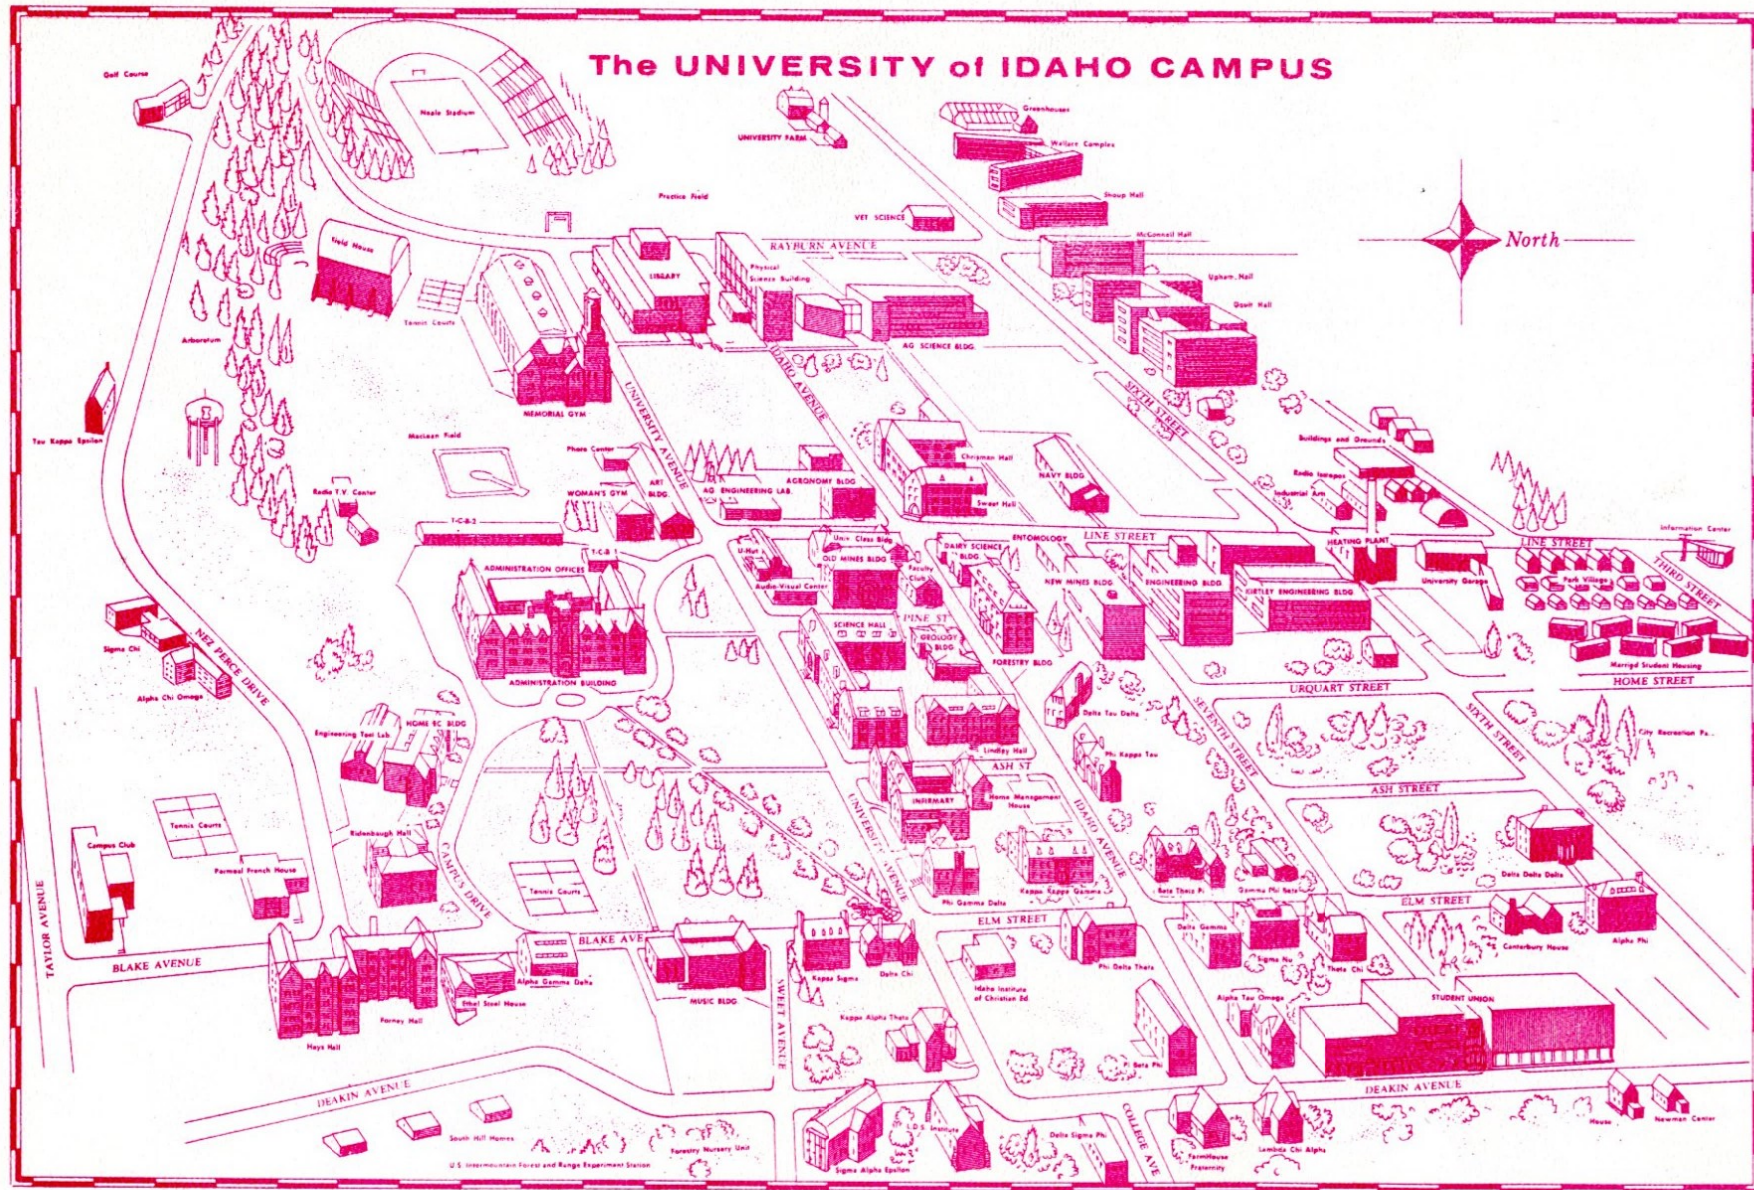 The UNIVERSITY of IDAHO CAMPUS
Golf Course
Neale Stadium
UNIVERSITY FARM
Greenhouses
Wallace Complex
Shoup Hall
Practice Field
VET SCIENCE
RAYBURN AVENUE
McConnell Hall
North
Field House
LIBRARY
Physical
Science Building
Upham Hall
Gault Hall
Tennis Courts
Arboretum
AG SCIENCE BLDG
IDAHO AVENUE
UNIVERSITY AVENUE
SIXTH STREET
MEMORIAL GYM
Tau Kappa Epsilon
MacLean Field
Photo Center
ART
BLDG.
WOMAN'S GYM
AG ENGINEERING LAB.
AGRONOMY BLDG
Chrisman Hall
Sweet Hall
NAVY BLDG
Buildings and Grounds
Radio Isotopes
Industrial Arts
Radio T.V. Center
T-C-B-2
T-C-B 1
U-Hut
Univ. Class Bldg
OLD MINES BLDG
Audio-Visual Center
Faculty
Club
DAIRY SCIENCE
BLDG
ENTOMOLOGY
LINE STREET
HEATING PLANT
LINE STREET
Information Center
THIRD STREET
ADMINISTRATION OFFICES
NEW MINES BLDG
ENGINEERING BLDG
KIRTLEY ENGINEERING BLDG
University Garage
Park Village
SCIENCE HALL
PINE ST
GEOLOGY
BLDG
FORESTRY BLDG
Sigma Chi
NEZ PERCE DRIVE
ADMINISTRATION BUILDING
Married Student Housing
HOME STREET
URQUART STREET
Alpha Chi Omega
Delta Tau Delta
SEVENTH STREET
SIXTH STREET
Engineering Test Lab
HOME EC BLDG
Lindley Hall
Phi Kappa Tau
City Recreation Pa..
ASH ST
ASH STREET
UNIVERSITY AVENUE
INFIRMARY
Home Management
House
IDAHO AVENUE
Tennis Courts
Campus Club
Ridenbaugh Hall
Permeal French House
CAMPUS DRIVE
Tennis Courts
Phi Gamma Delta
Kappa Kappa Gamma
Beta Theta Pi
Gamma Phi Beta
Delta Delta Delta
TAYLOR AVENUE
ELM STREET
ELM STREET
BLAKE AVENUE
BLAKE AVE
Delta Gamma
Sigma Nu
Theta Chi
Canterbury House
Alpha Phi
Kappa Sigma
Delta Chi
Phi Delta Theta
Alpha Gamma Delta
Ethel Steel House
MUSIC BLDG
SWEET AVENUE
Idaho Institute
of Christian Ed
Alpha Tau Omega
STUDENT UNION
Forney Hall
Hays Hall
Kappa Alpha Theta
Pi Beta Phi
DEAKIN AVENUE
DEAKIN AVENUE
COLLEGE AVE
House
Newman Center
South Hill Homes
Forestry Nursery Unit
U.S. Intermountain Forest and Range Experiment Station
L.D.S. Institute
Sigma Alpha Epsilon
Delta Sigma Phi
FarmHouse
Fraternity
Lambda Chi Alpha